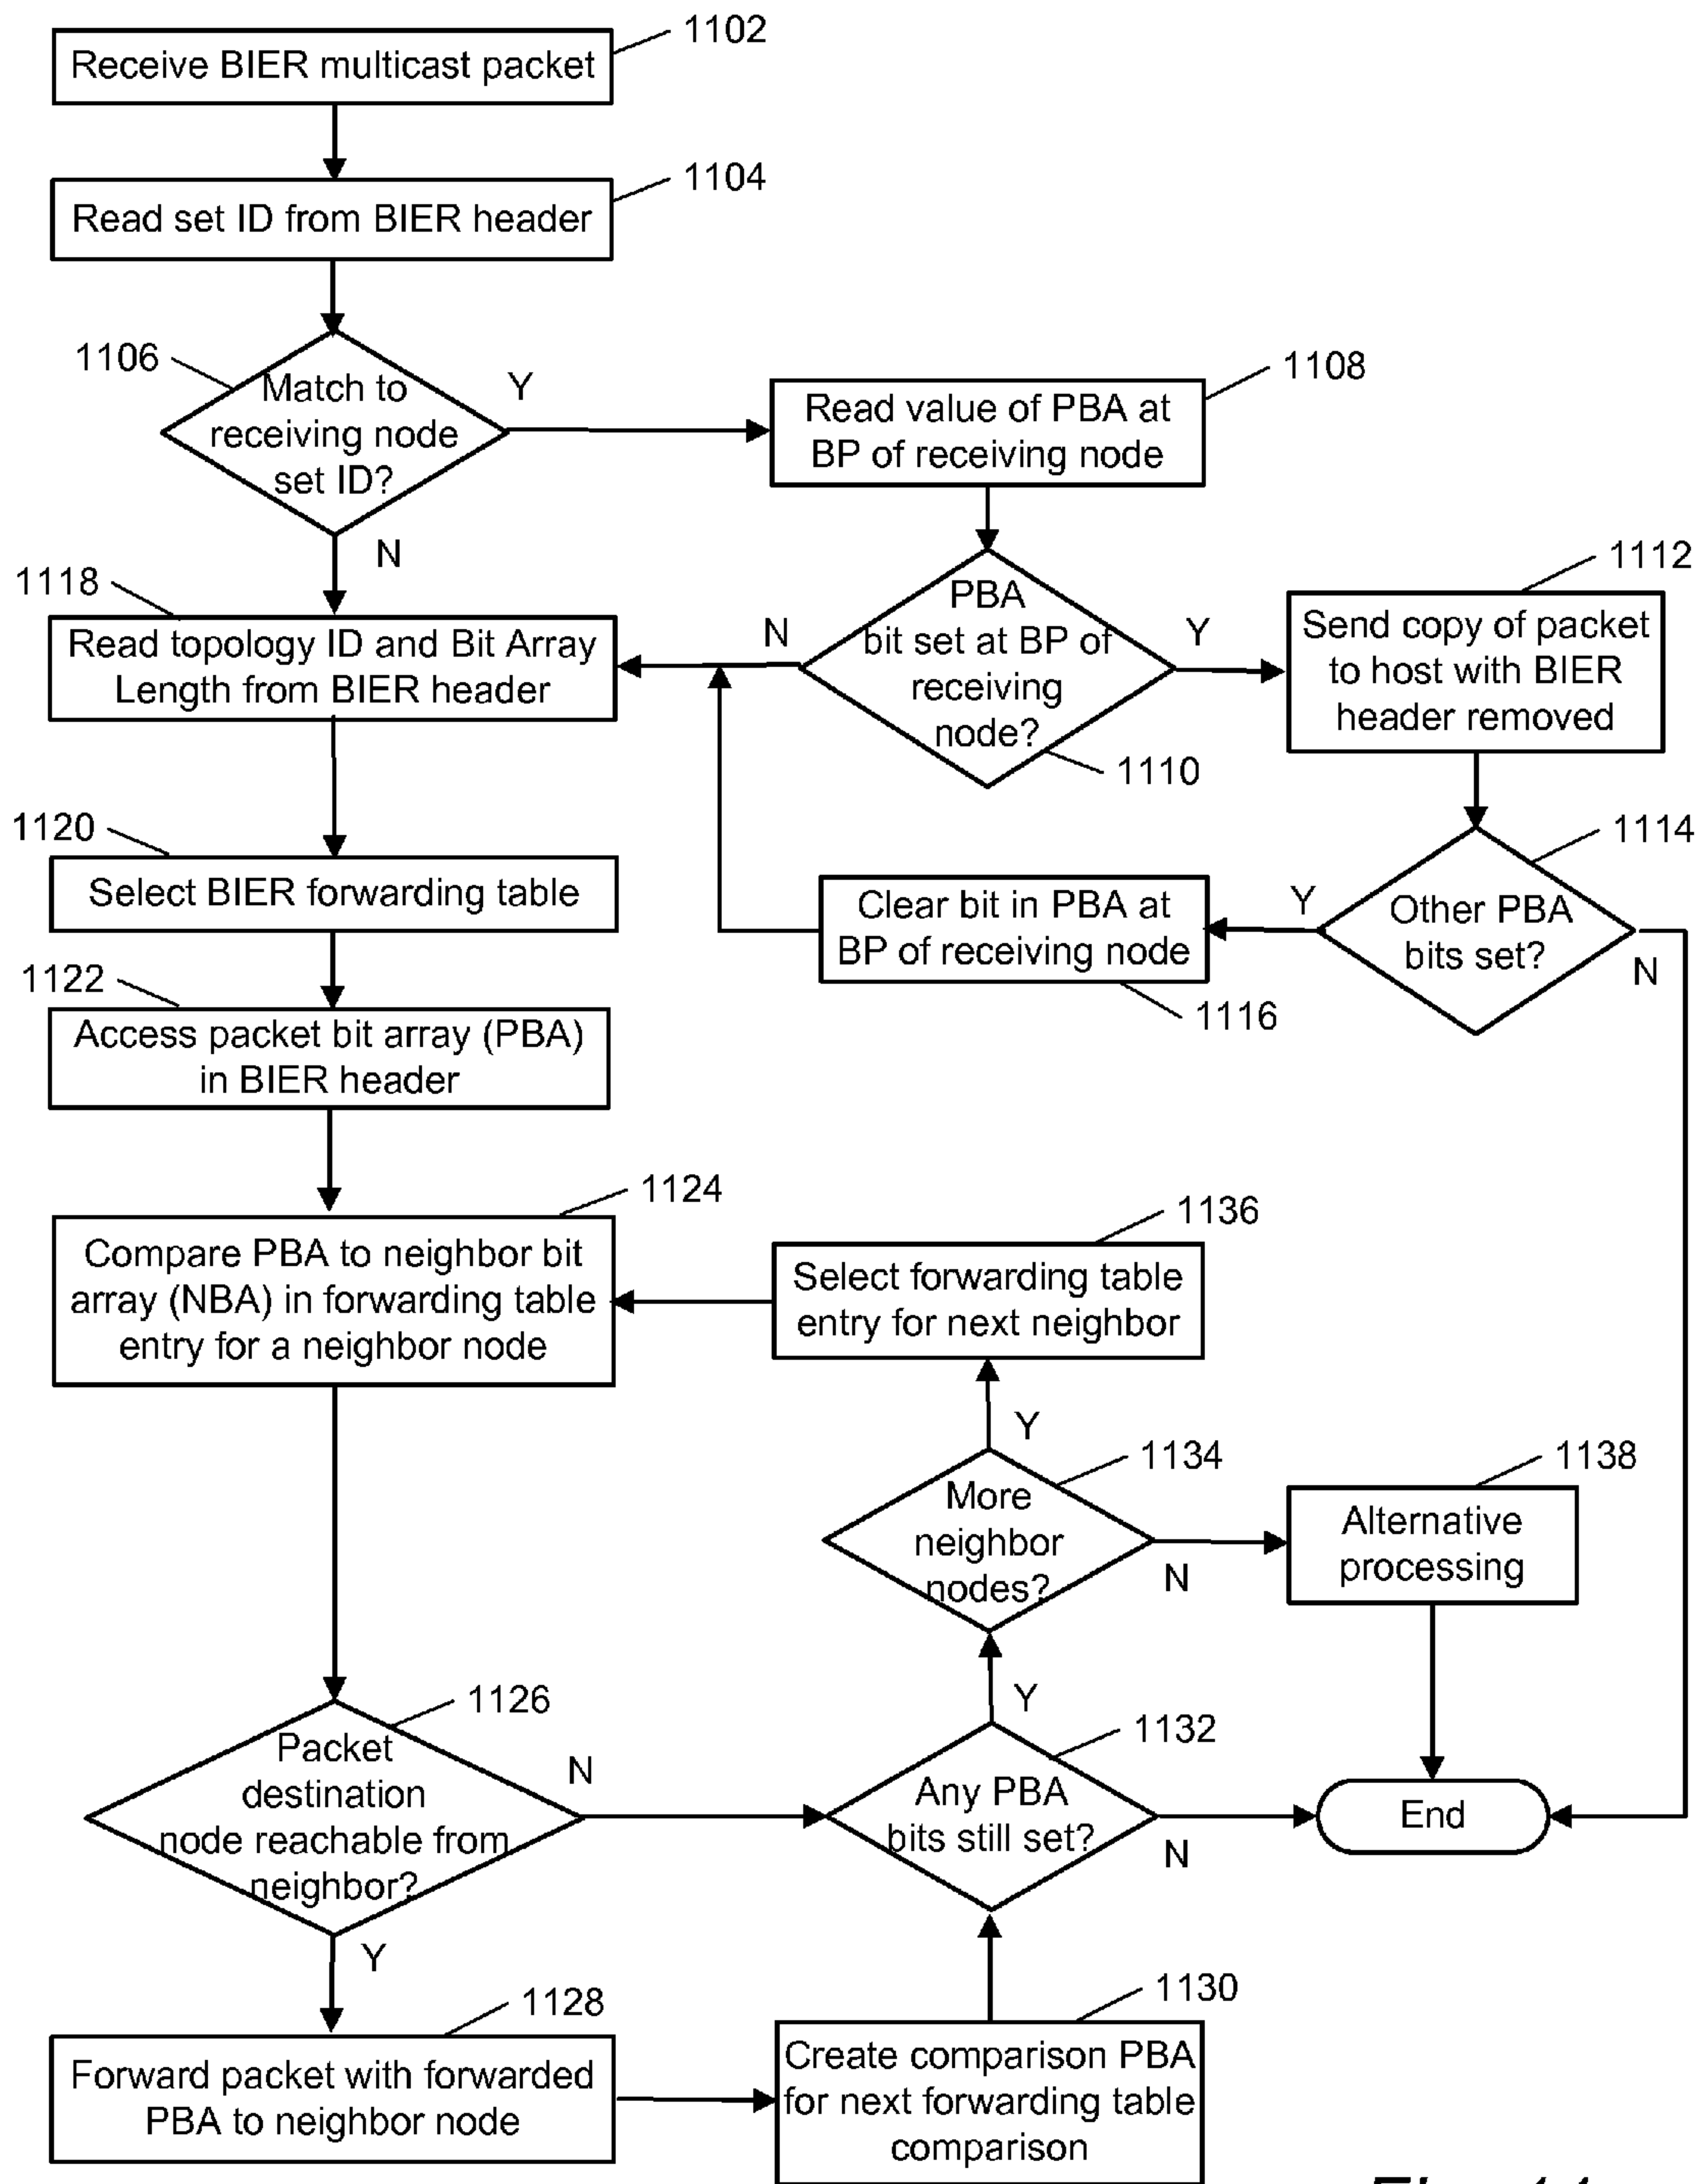 1102
Receive BIER multicast packet
1104
Read set ID from BIER header
1106
Match to
receiving node
set ID?
Y
N
1108
Read value of PBA at
BP of receiving node
PBA
bit set at BP of
receiving
node?
N
Y
1110
1112
Send copy of packet
to host with BIER
header removed
1114
Other PBA
bits set?
Y
N
Clear bit in PBA at
BP of receiving node
1116
1118
Read topology ID and Bit Array
Length from BIER header
1120
Select BIER forwarding table
1122
Access packet bit array (PBA)
in BIER header
1124
Compare PBA to neighbor bit
array (NBA) in forwarding table
entry for a neighbor node
1136
Select forwarding table
entry for next neighbor
Y
1134
More
neighbor
nodes?
N
1138
Alternative
processing
1126
Packet
destination
node reachable from
neighbor?
N
Y
Y
1132
Any PBA
bits still set?
N
End
1128
Forward packet with forwarded
PBA to neighbor node
1130
Create comparison PBA
for next forwarding table
comparison